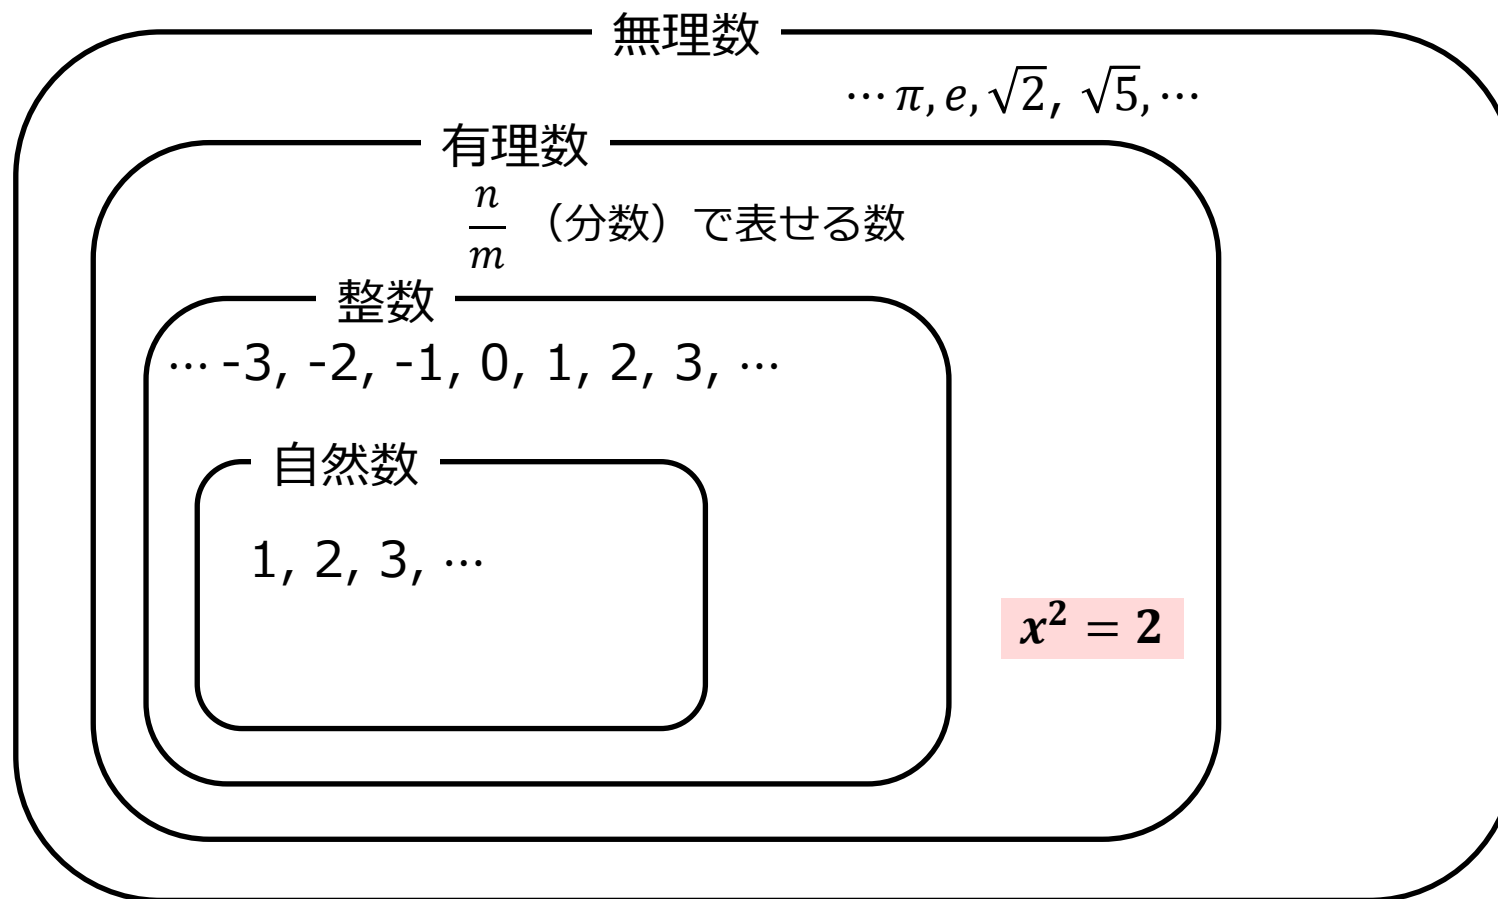 無理数
⋯ π, e, √2, √5, ⋯
有理数
n/m （分数）で表せる数
整数
⋯ -3, -2, -1, 0, 1, 2, 3, ⋯
自然数
1, 2, 3, ⋯
x² = 2